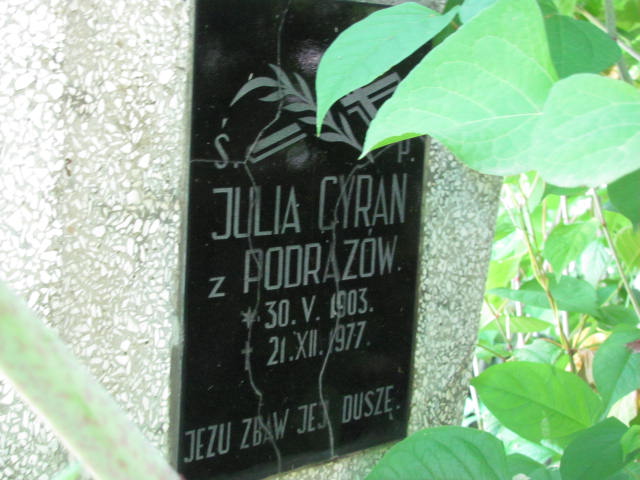 Ś. P.
JULIA CYRAN
z PODRAZÓW.
* 30. V. 1903.
+ 21. XII. 1977.
JEZU ZBAW JEJ DUSZĘ.